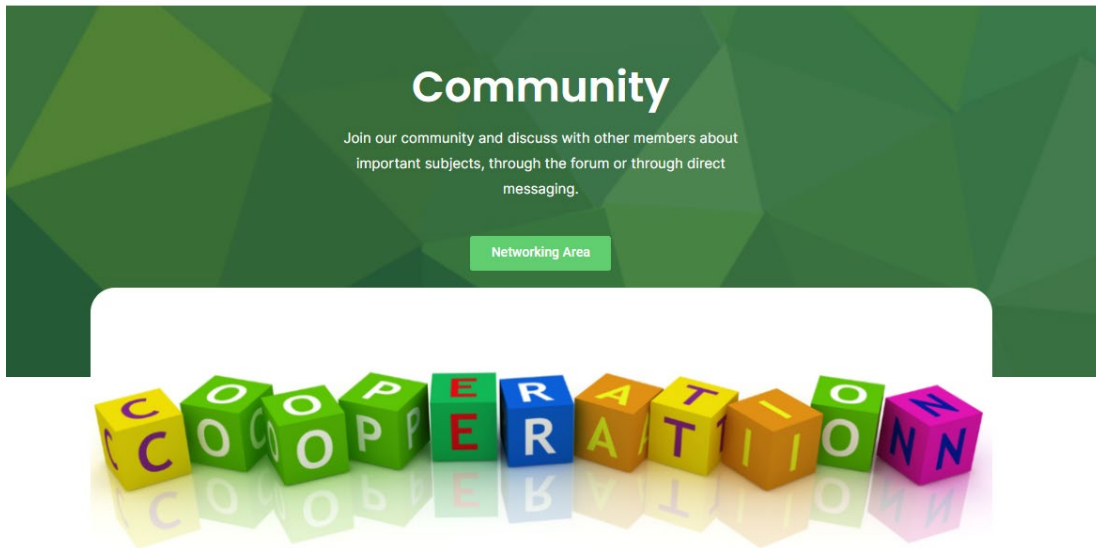 Community
Join our community and discuss with other members about
important subjects, through the forum or through direct
messaging.
Networking Area
COOPERATION